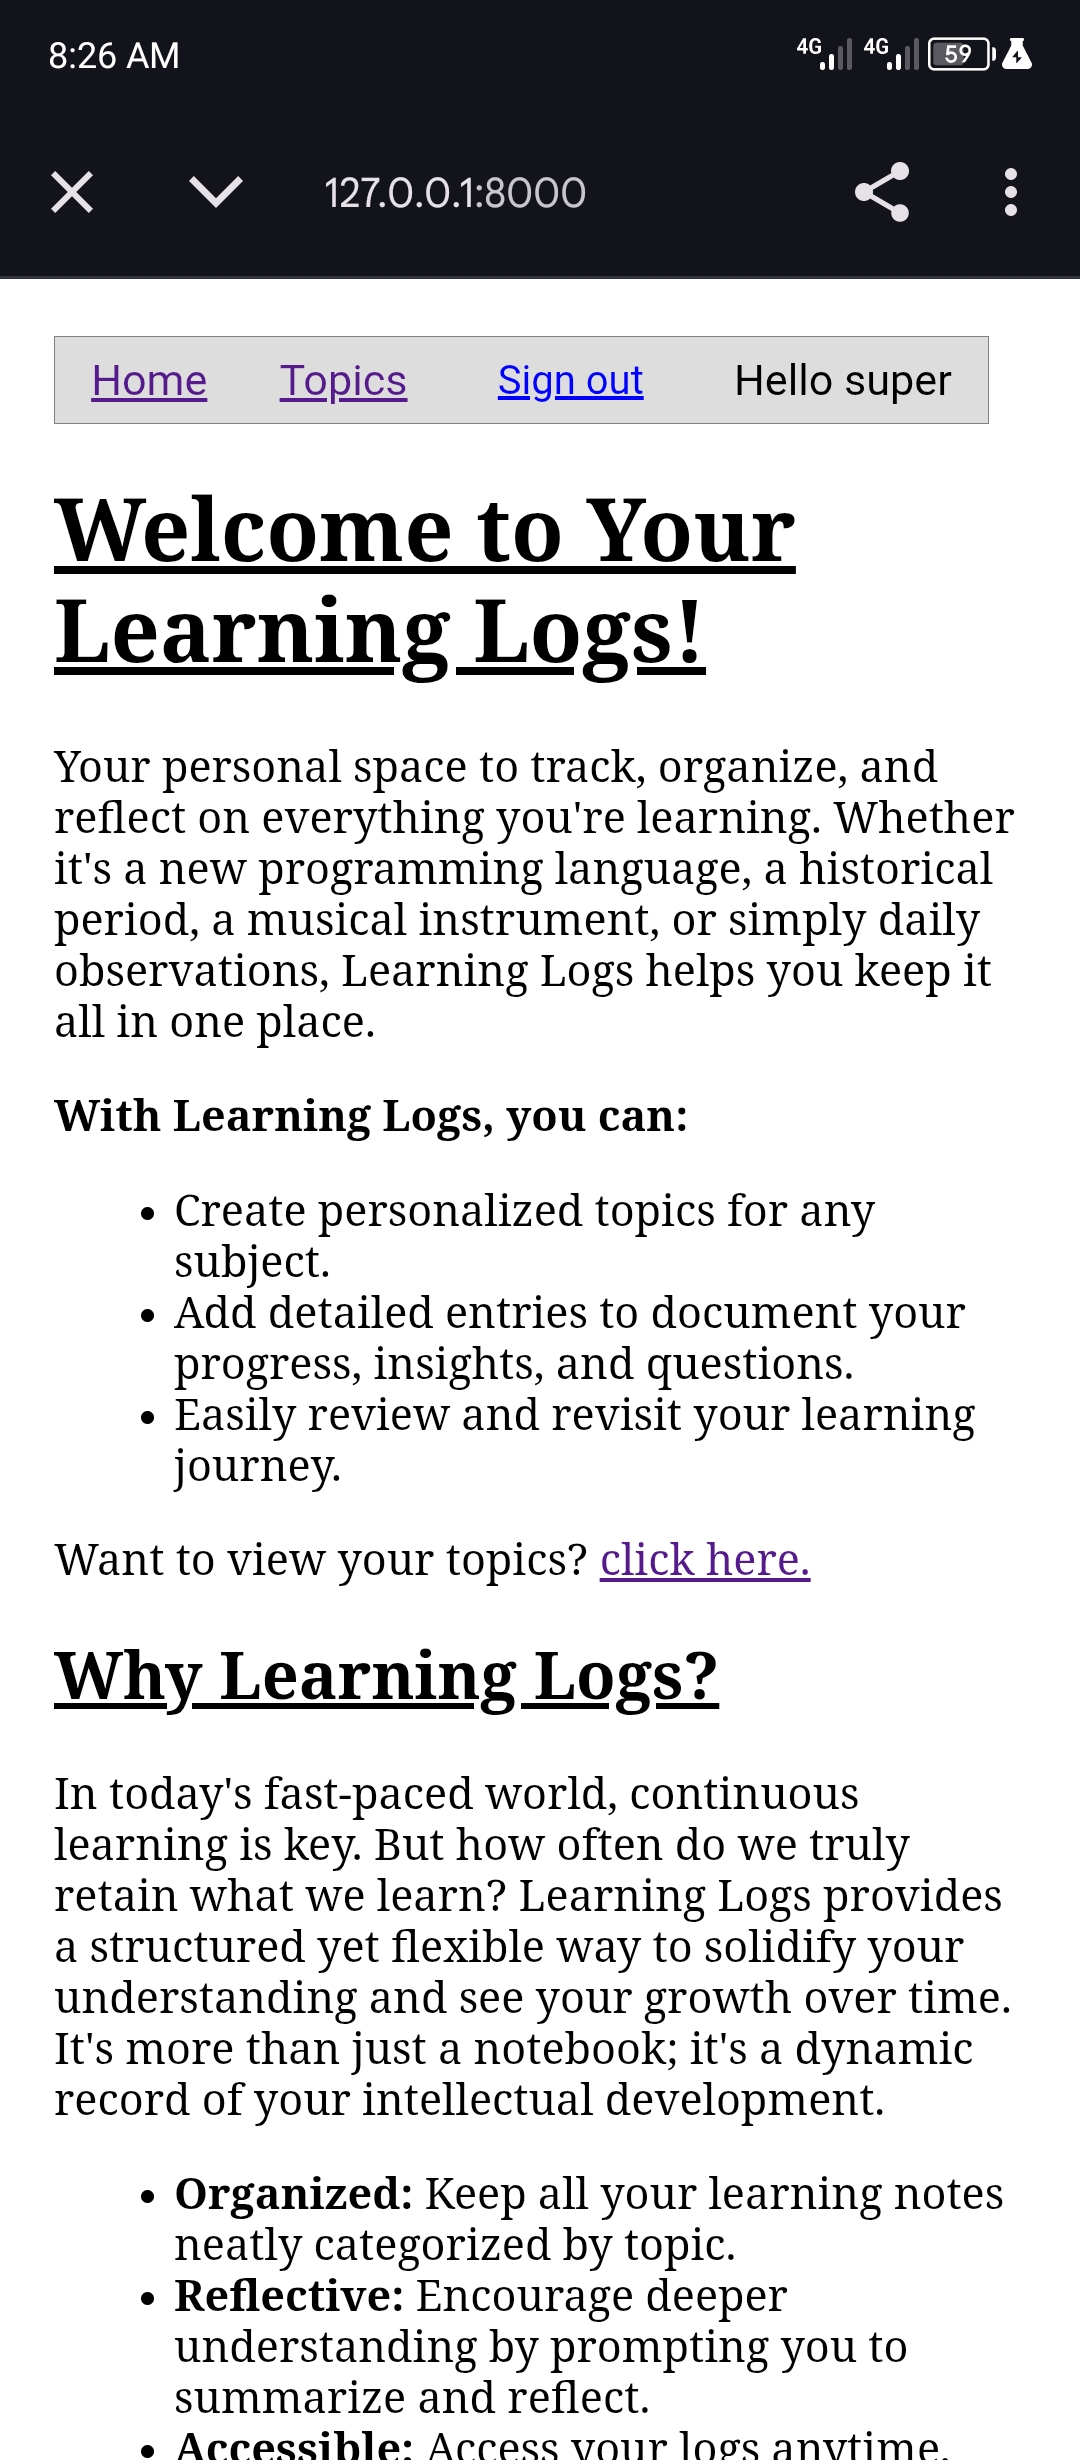 8:26 AM
4G 4G 59
127.0.0.1:8000
Home Topics Sign out Hello super
Welcome to Your
Learning Logs!
Your personal space to track, organize, and
reflect on everything you're learning. Whether
it's a new programming language, a historical
period, a musical instrument, or simply daily
observations, Learning Logs helps you keep it
all in one place.
With Learning Logs, you can:
• Create personalized topics for any
subject.
• Add detailed entries to document your
progress, insights, and questions.
• Easily review and revisit your learning
journey.
Want to view your topics? click here.
Why Learning Logs?
In today's fast-paced world, continuous
learning is key. But how often do we truly
retain what we learn? Learning Logs provides
a structured yet flexible way to solidify your
understanding and see your growth over time.
It's more than just a notebook; it's a dynamic
record of your intellectual development.
• Organized: Keep all your learning notes
neatly categorized by topic.
• Reflective: Encourage deeper
understanding by prompting you to
summarize and reflect.
• Accessible: Access your logs anytime,